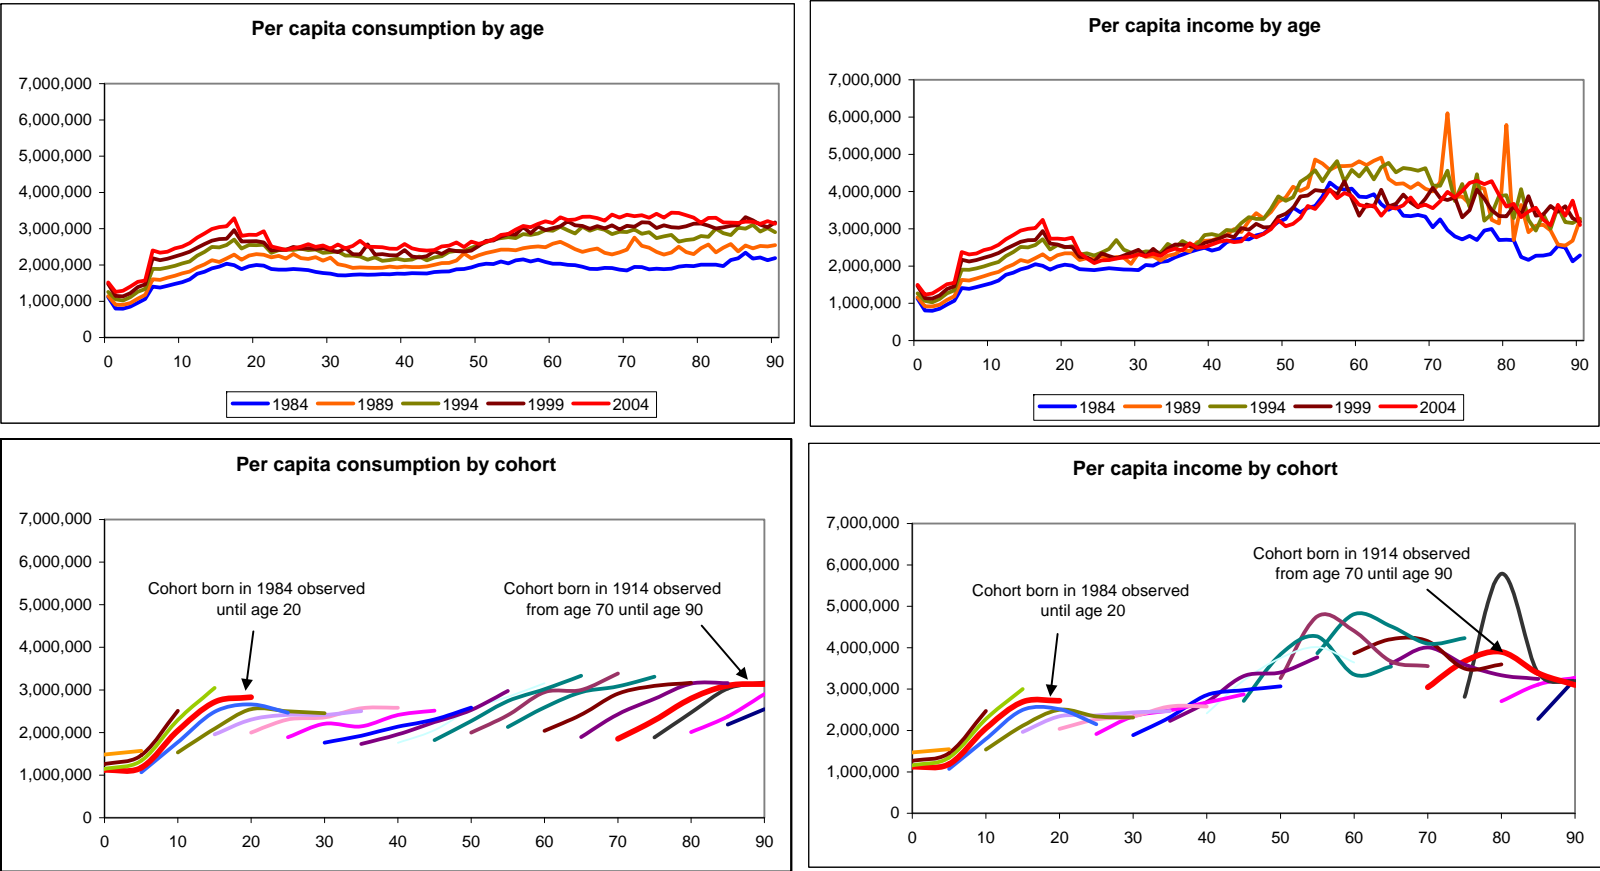 Per capita consumption by age
7,000,000
6,000,000
5,000,000
4,000,000
3,000,000
2,000,000
1,000,000
0
0 10 20 30 40 50 60 70 80 90
1984 1989 1994 1999 2004
Per capita income by age
7,000,000
6,000,000
5,000,000
4,000,000
3,000,000
2,000,000
1,000,000
0
0 10 20 30 40 50 60 70 80 90
1984 1989 1994 1999 2004
Per capita consumption by cohort
7,000,000
6,000,000
5,000,000
4,000,000
3,000,000
2,000,000
1,000,000
0
Cohort born in 1984 observed
until age 20
Cohort born in 1914 observed
from age 70 until age 90
0 10 20 30 40 50 60 70 80 90
Per capita income by cohort
7,000,000
6,000,000
5,000,000
4,000,000
3,000,000
2,000,000
1,000,000
0
Cohort born in 1984 observed
until age 20
Cohort born in 1914 observed
from age 70 until age 90
0 10 20 30 40 50 60 70 80 90